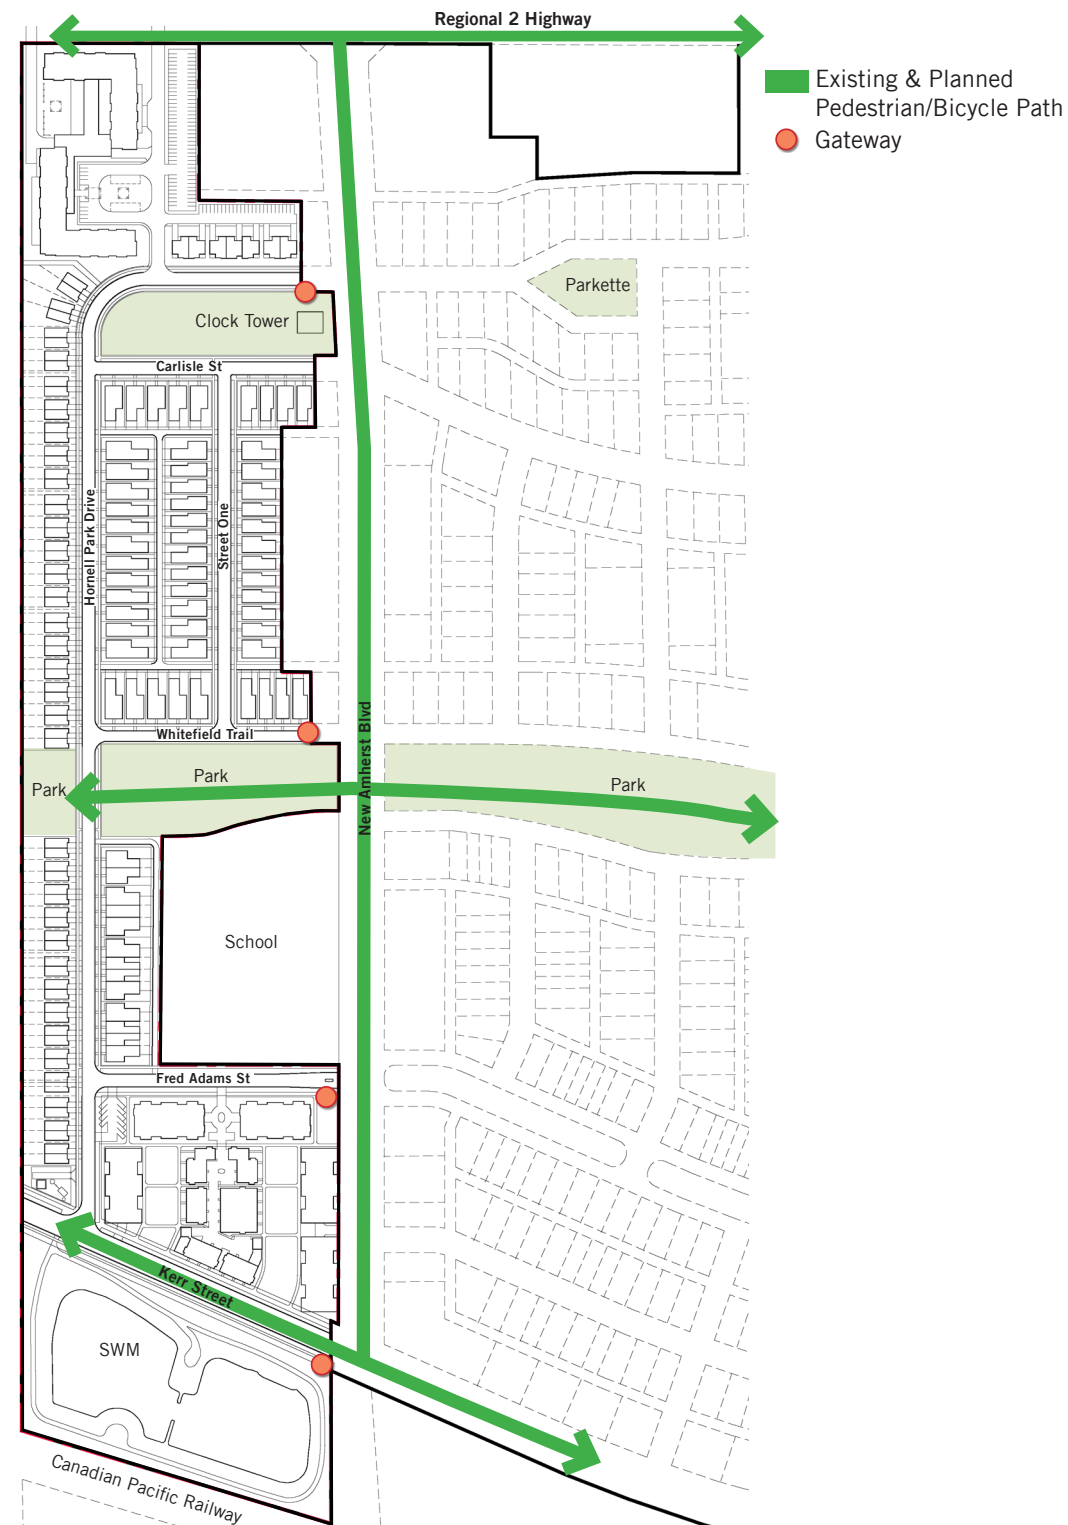 Regional 2 Highway
Existing & Planned
Pedestrian/Bicycle Path
Gateway
Parkette
Clock Tower
Carlisle St
Hornell Park Drive
Street One
New Amherst Blvd
Whitefield Trail
Park
Park
Park
School
Fred Adams St
Kerr Street
SWM
Canadian Pacific Railway